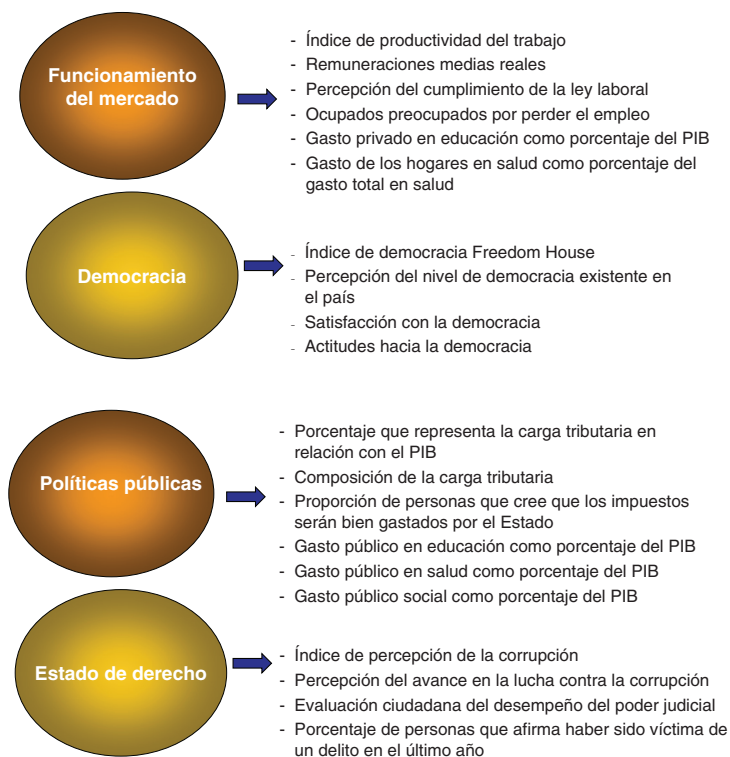 Funcionamiento
del mercado
- Índice de productividad del trabajo
- Remuneraciones medias reales
- Percepción del cumplimiento de la ley laboral
- Ocupados preocupados por perder el empleo
- Gasto privado en educación como porcentaje del PIB
- Gasto de los hogares en salud como porcentaje del
gasto total en salud
Democracia
- Índice de democracia Freedom House
- Percepción del nivel de democracia existente en
el país
- Satisfacción con la democracia
- Actitudes hacia la democracia
Políticas públicas
- Porcentaje que representa la carga tributaria en
relación con el PIB
- Composición de la carga tributaria
- Proporción de personas que cree que los impuestos
serán bien gastados por el Estado
- Gasto público en educación como porcentaje del PIB
- Gasto público en salud como porcentaje del PIB
- Gasto público social como porcentaje del PIB
Estado de derecho
- Índice de percepción de la corrupción
- Percepción del avance en la lucha contra la corrupción
- Evaluación ciudadana del desempeño del poder judicial
- Porcentaje de personas que afirma haber sido víctima de
un delito en el último año